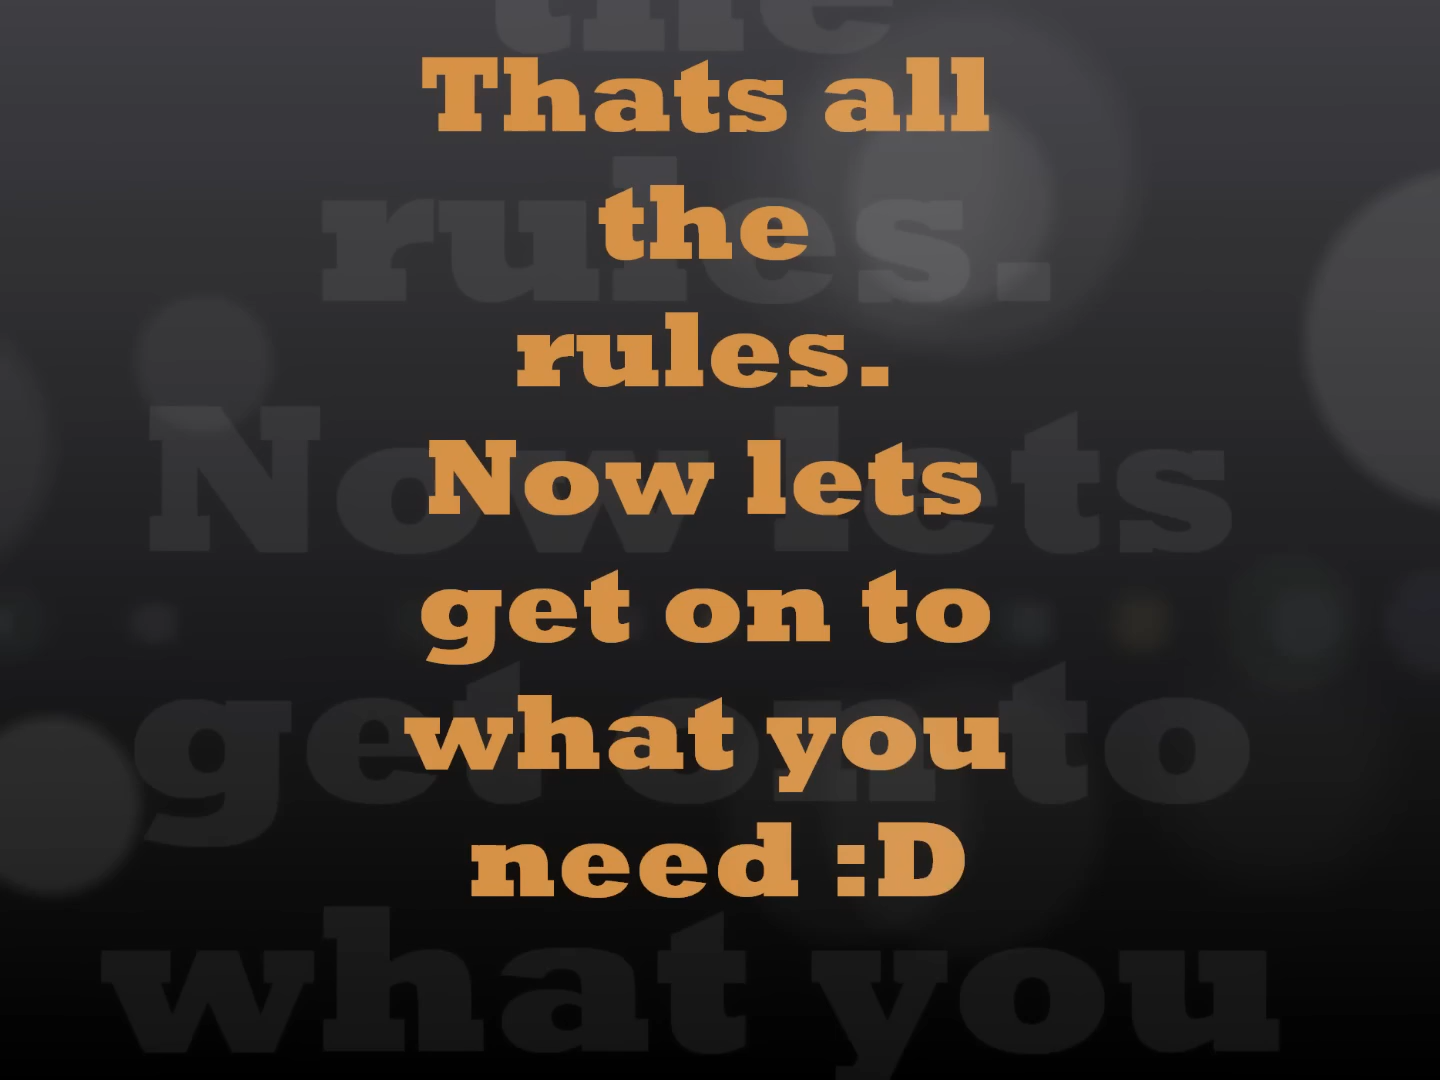 Thats all
the
rules.
Now lets
get on to
what you
need :D